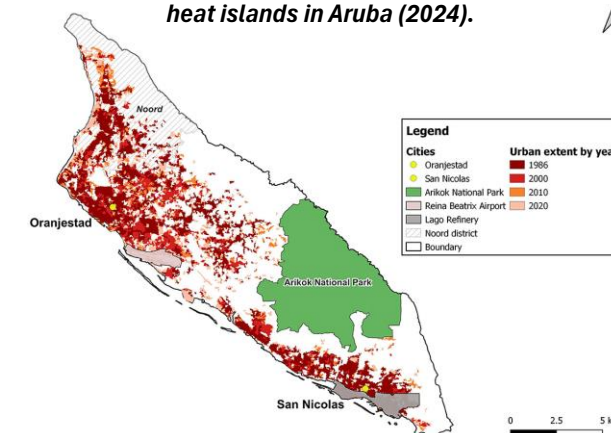 heat islands in Aruba (2024).
Noord
Oranjestad
Arikok National Park
San Nicolas
Legend
Cities
Oranjestad
San Nicolas
Arikok National Park
Reina Beatrix Airport
Lago Refinery
Noord district
Boundary
Urban extent by yea
1986
2000
2010
2020
0 2.5 5 k